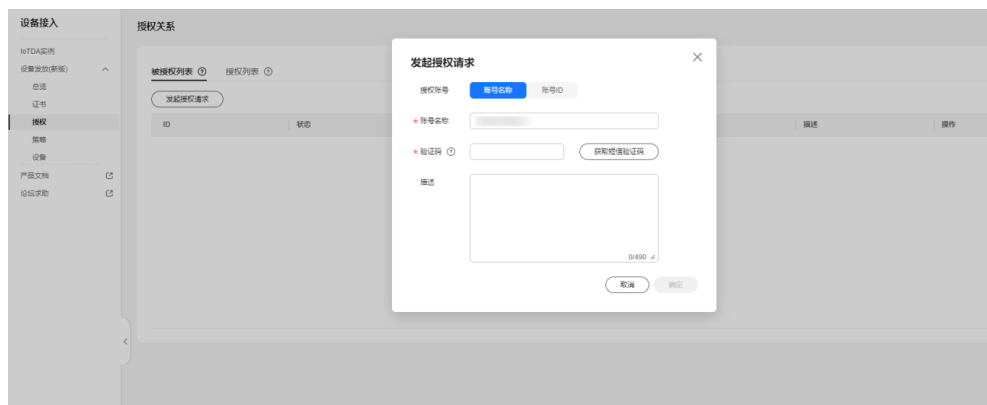 设备接入
IoTDA实例
设备发放(新版)
总览
证书
授权
策略
设备
产品文档
论坛求助
授权关系
被授权列表
授权列表
发起授权请求
ID 状态 描述 操作
发起授权请求
授权账号 账号名称 账号ID
* 账号名称
* 验证码 获取短信验证码
描述
0/490
取消 确定